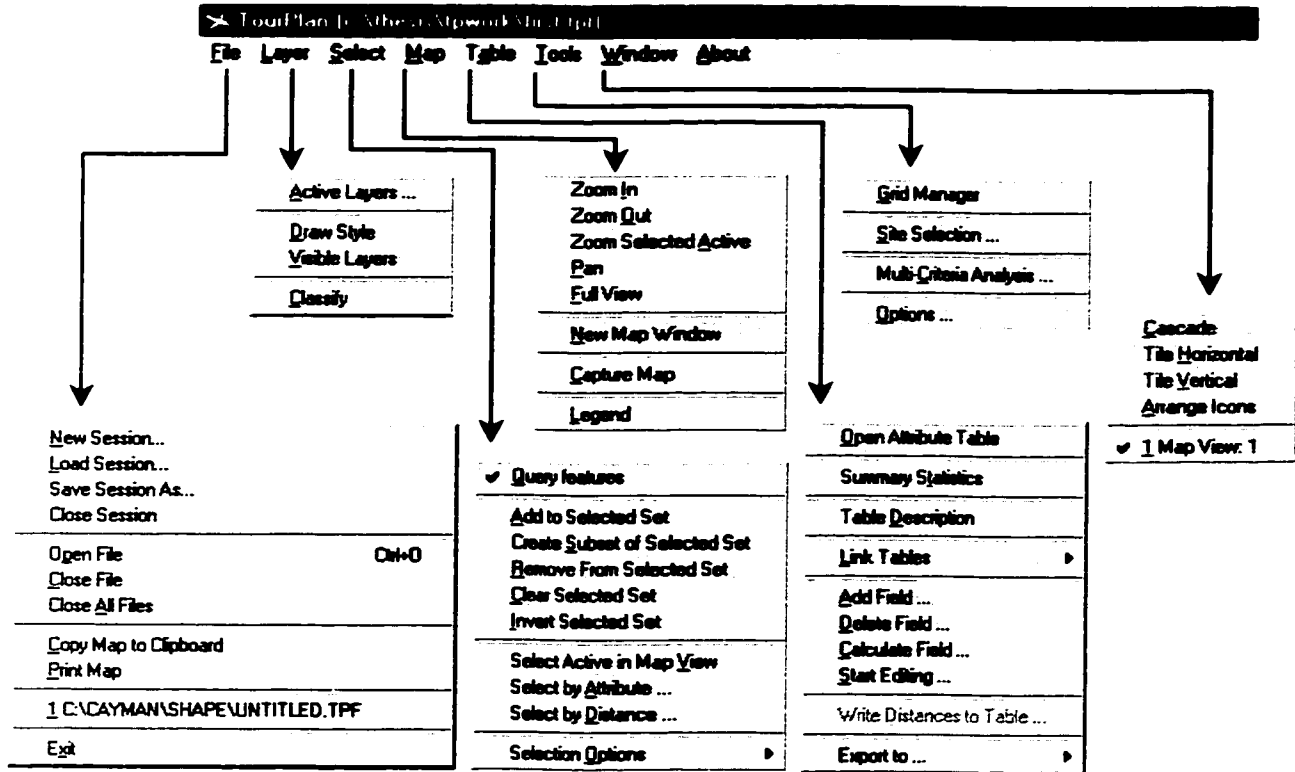 TourPlan
File Layer Select Map Table Tools Window About
New Session...
Load Session...
Save Session As...
Close Session
Open File Ctrl+O
Close File
Close All Files
Copy Map to Clipboard
Print Map
1 C:\CAYMAN\SHAPE\UNTITLED.TPF
Exit
Active Layers ...
Draw Style
Visible Layers
Classify
Query features
Add to Selected Set
Create Subset of Selected Set
Remove From Selected Set
Clear Selected Set
Invert Selected Set
Select Active in Map View
Select by Attribute ...
Select by Distance ...
Selection Options
Zoom In
Zoom Out
Zoom Selected Active
Pan
Full View
New Map Window
Capture Map
Legend
Open Attribute Table
Summary Statistics
Table Description
Link Tables
Add Field ...
Delete Field ...
Calculate Field ...
Start Editing ...
Write Distances to Table ...
Export to ...
Grid Manager
Site Selection ...
Multi-Criteria Analysis ...
Options ...
Cascade
Tile Horizontal
Tile Vertical
Arrange Icons
1 Map View: 1